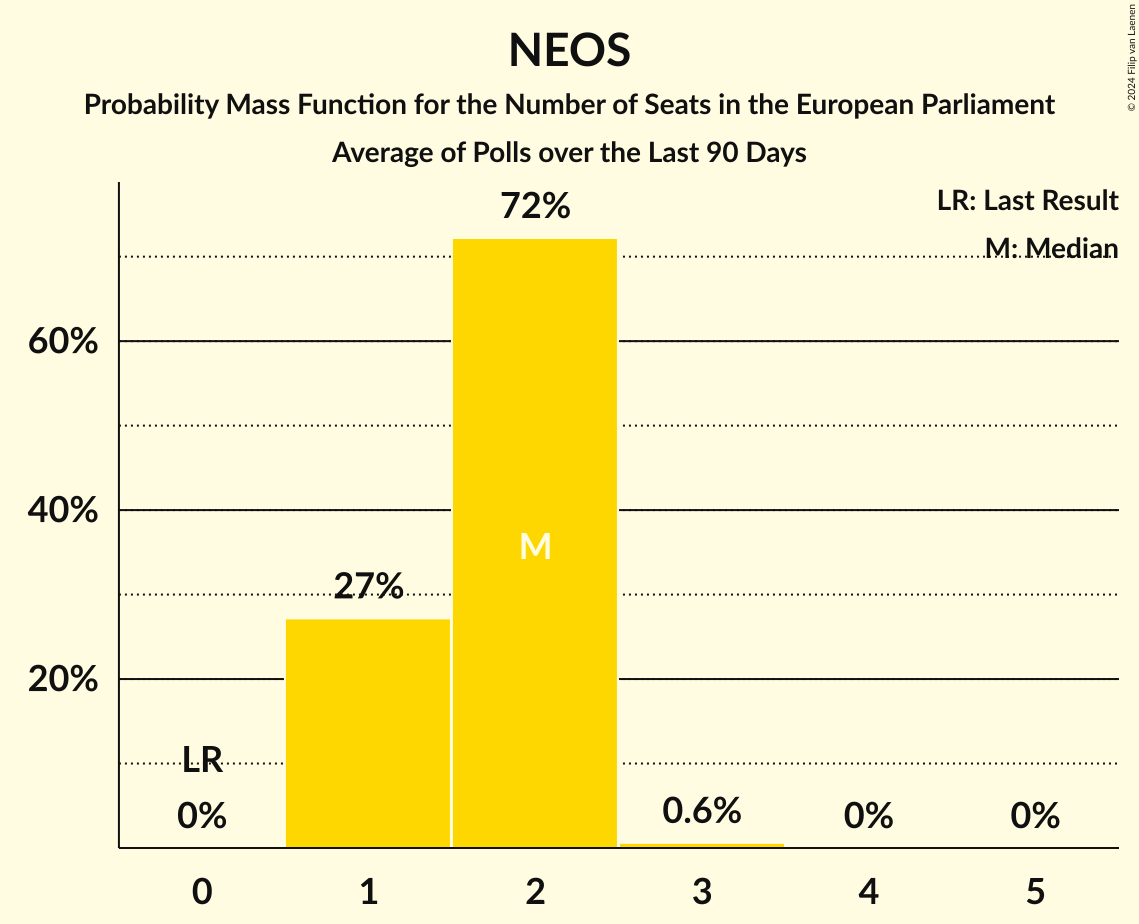 NEOS
Probability Mass Function for the Number of Seats in the European Parliament
Average of Polls over the Last 90 Days
© 2024 Filip van Laenen
LR: Last Result
M: Median
72%
60%
40%
M
27%
20%
LR
0%
0.6%
0%
0%
0 1 2 3 4 5